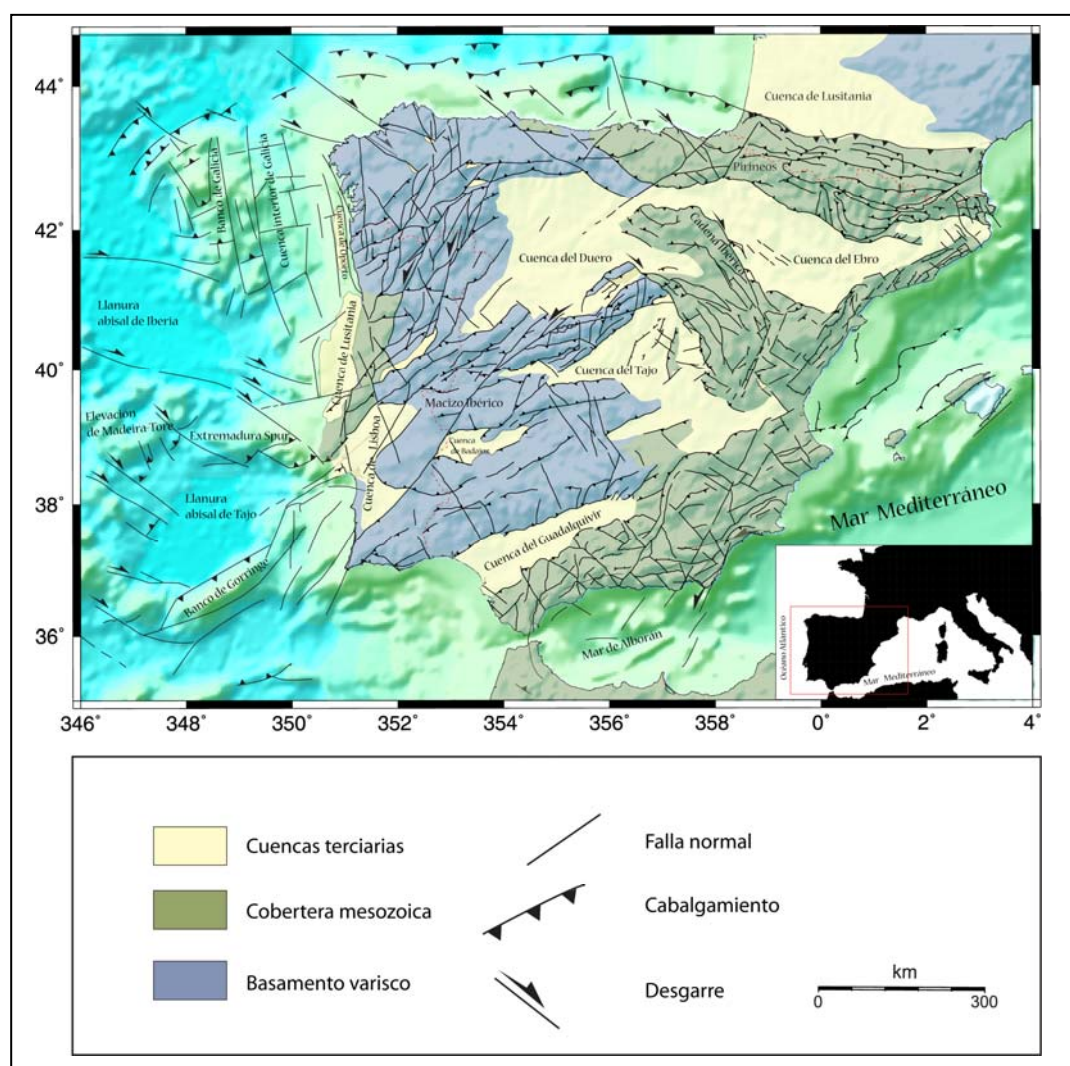 44°
42°
40°
38°
36°
346°
348°
350°
352°
354°
356°
358°
0°
2°
4°
Cuenca de Lusitania
Pirineos
Banco de Galicia
Cuenca interior de Galicia
Cuenca de Oporto
Cadena Ibérica
Cuenca del Duero
Cuenca del Ebro
Llanura
abisal de Iberia
Cuenca de Lusitania
Cuenca del Tajo
Macizo Ibérico
Elevación
de Madeira-Tore
Extremadura Spur
Cuenca de Lisboa
Cuenca
de Badajoz
Llanura
abisal de Tajo
Mar Mediterráneo
Cuenca del Guadalquivir
Banco de Gorringe
Mar de Alborán
Océano Atlántico
Mar Mediterráneo
Cuencas terciarias
Falla normal
Cobertera mesozoica
Cabalgamiento
Basamento varisco
Desgarre
km
0
300